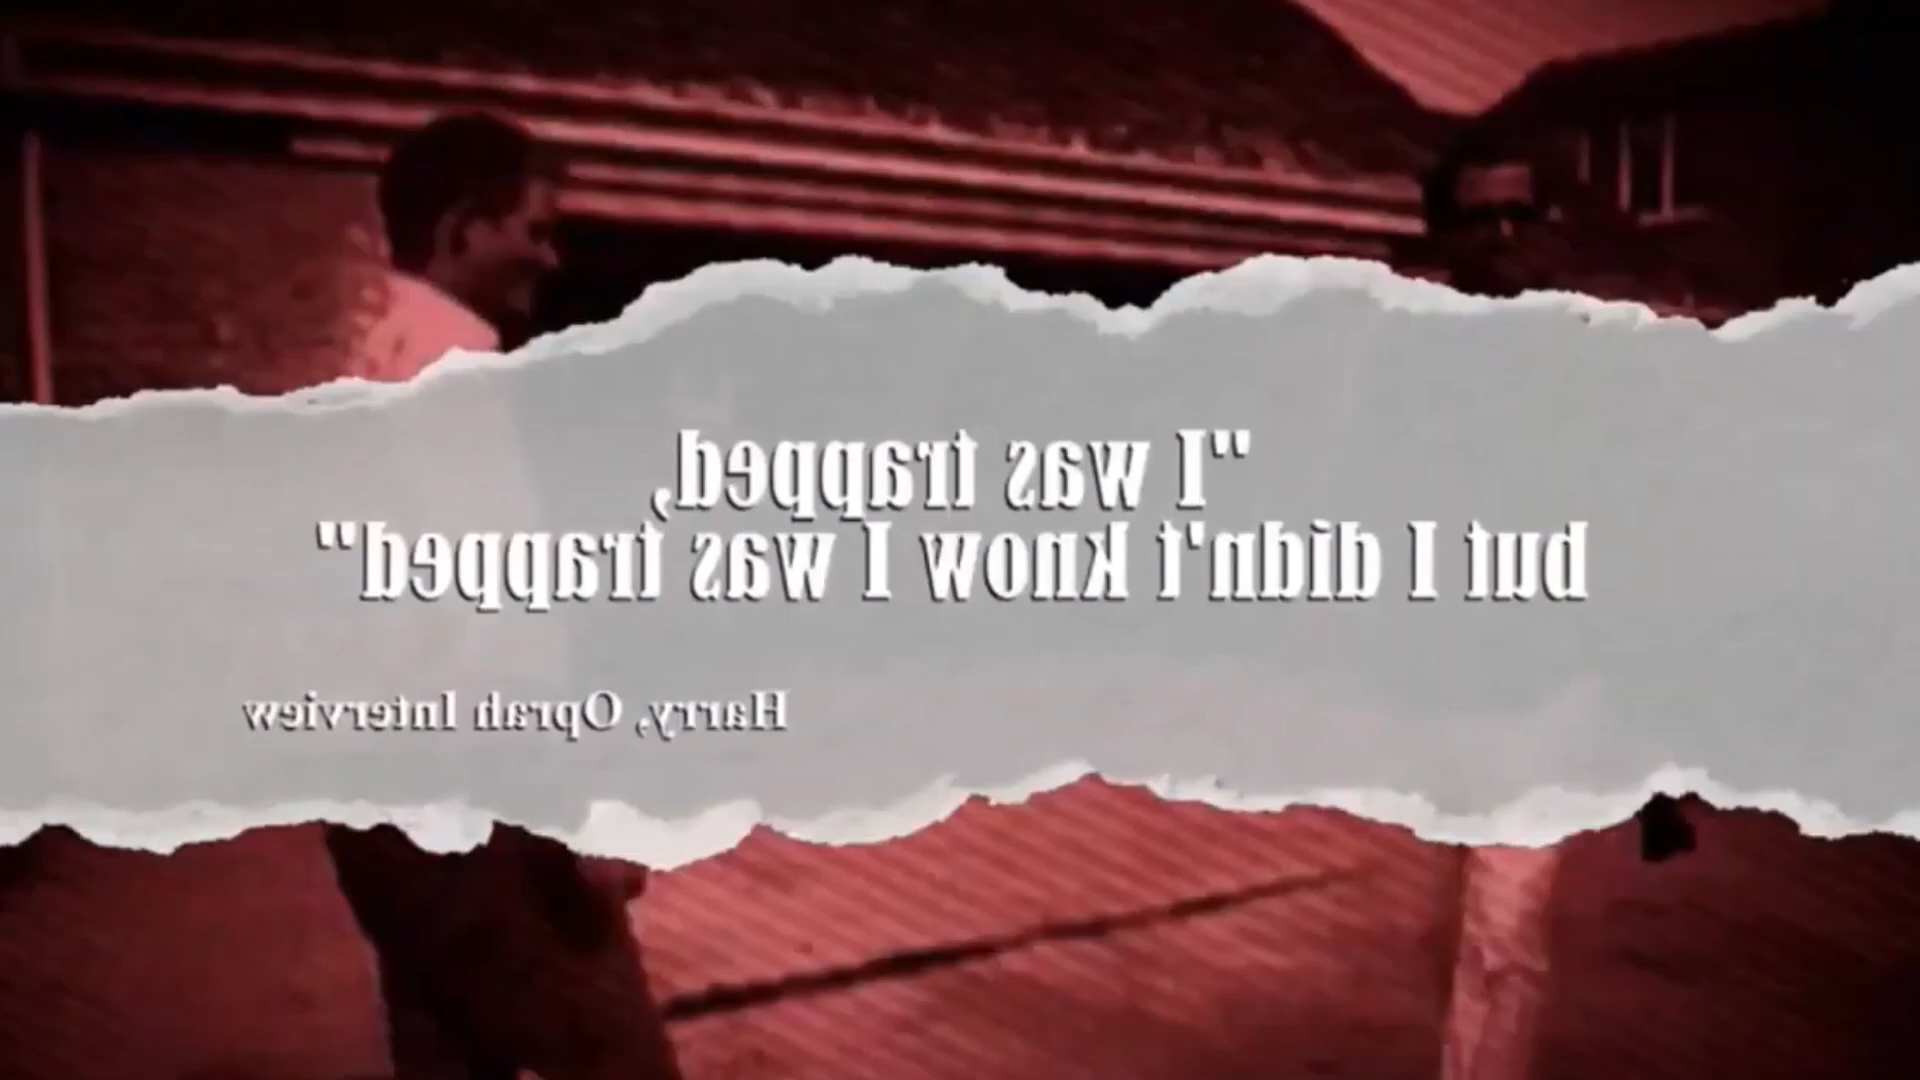 "I was trapped,
but I didn't know I was trapped"
Harry, Oprah Interview